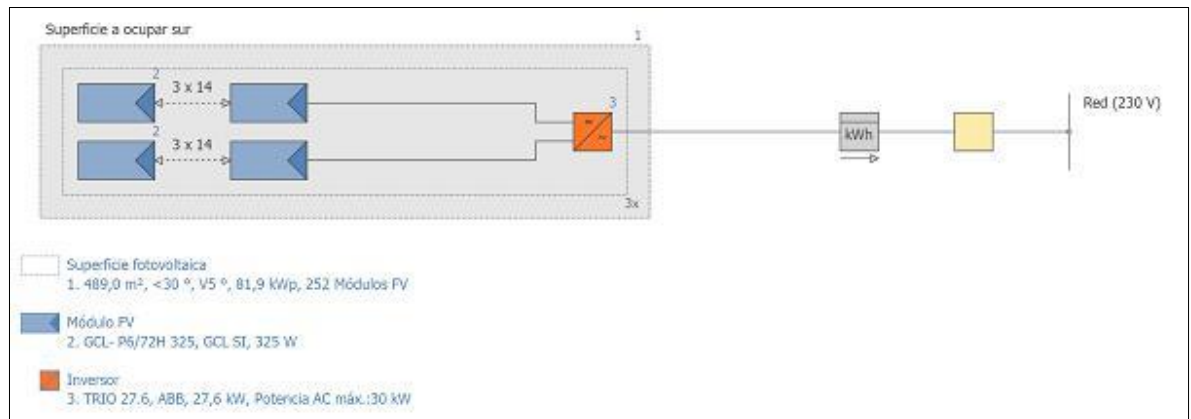 Superficie a ocupar sur
1
2
3 x 14
3
2
3 x 14
3x
kWh
Red (230 V)
Superficie fotovoltaica
1. 489,0 m², <30 °, V5 °, 81,9 kWp, 252 Módulos FV
Módulo FV
2. GCL- P6/72H 325, GCL SI, 325 W
Inversor
3. TRIO 27.6, ABB, 27,6 kW, Potencia AC máx.:30 kW